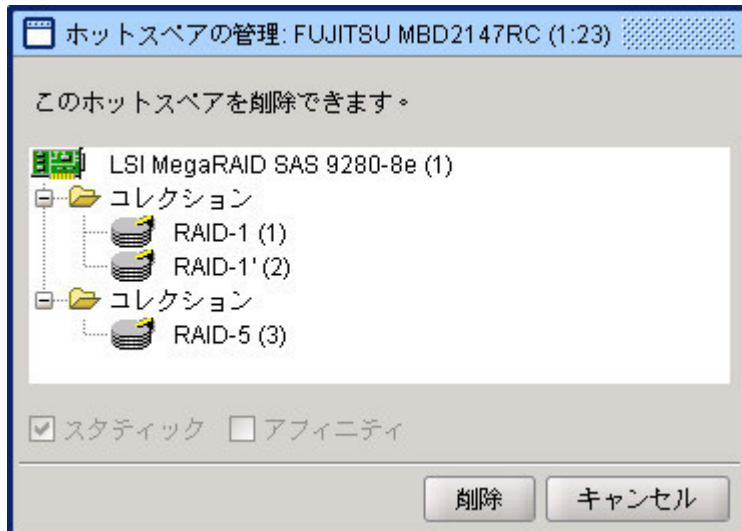 ホットスペアの管理: FUJITSU MBD2147RC (1:23)
このホットスペアを削除できます。
LSI MegaRAID SAS 9280-8e (1)
コレクション
RAID-1 (1)
RAID-1' (2)
コレクション
RAID-5 (3)
スタティック アフィニティ
削除 キャンセル